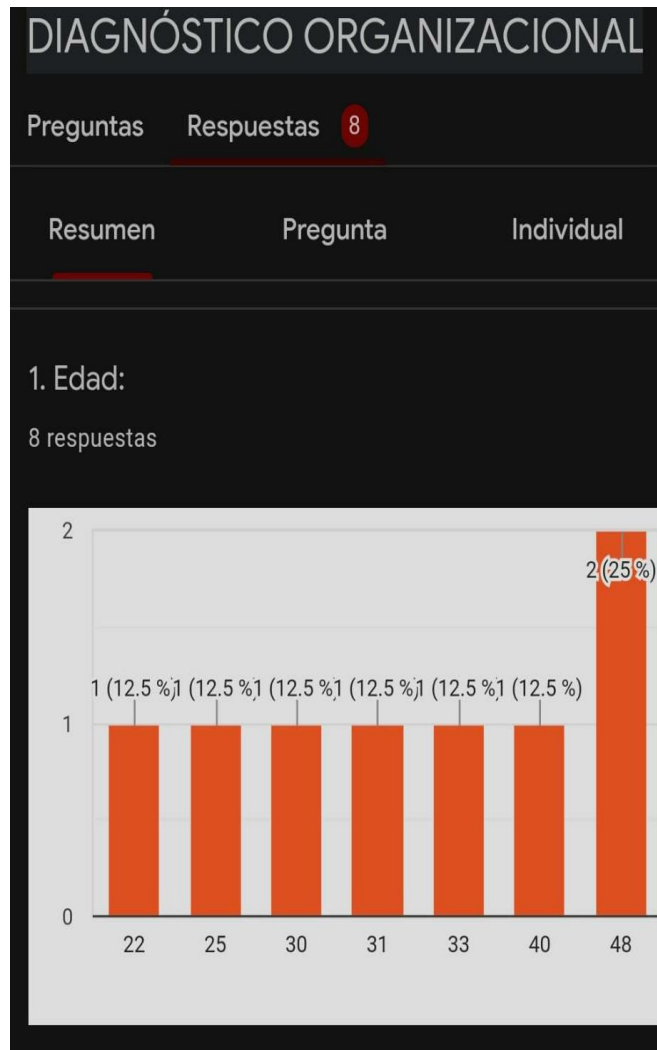 DIAGNÓSTICO ORGANIZACIONAL
Preguntas Respuestas 8
Resumen Pregunta Individual
1. Edad:
8 respuestas
2
2 (25 %)
1 (12.5 %) 1 (12.5 %) 1 (12.5 %) 1 (12.5 %) 1 (12.5 %) 1 (12.5 %)
1
0
22 25 30 31 33 40 48